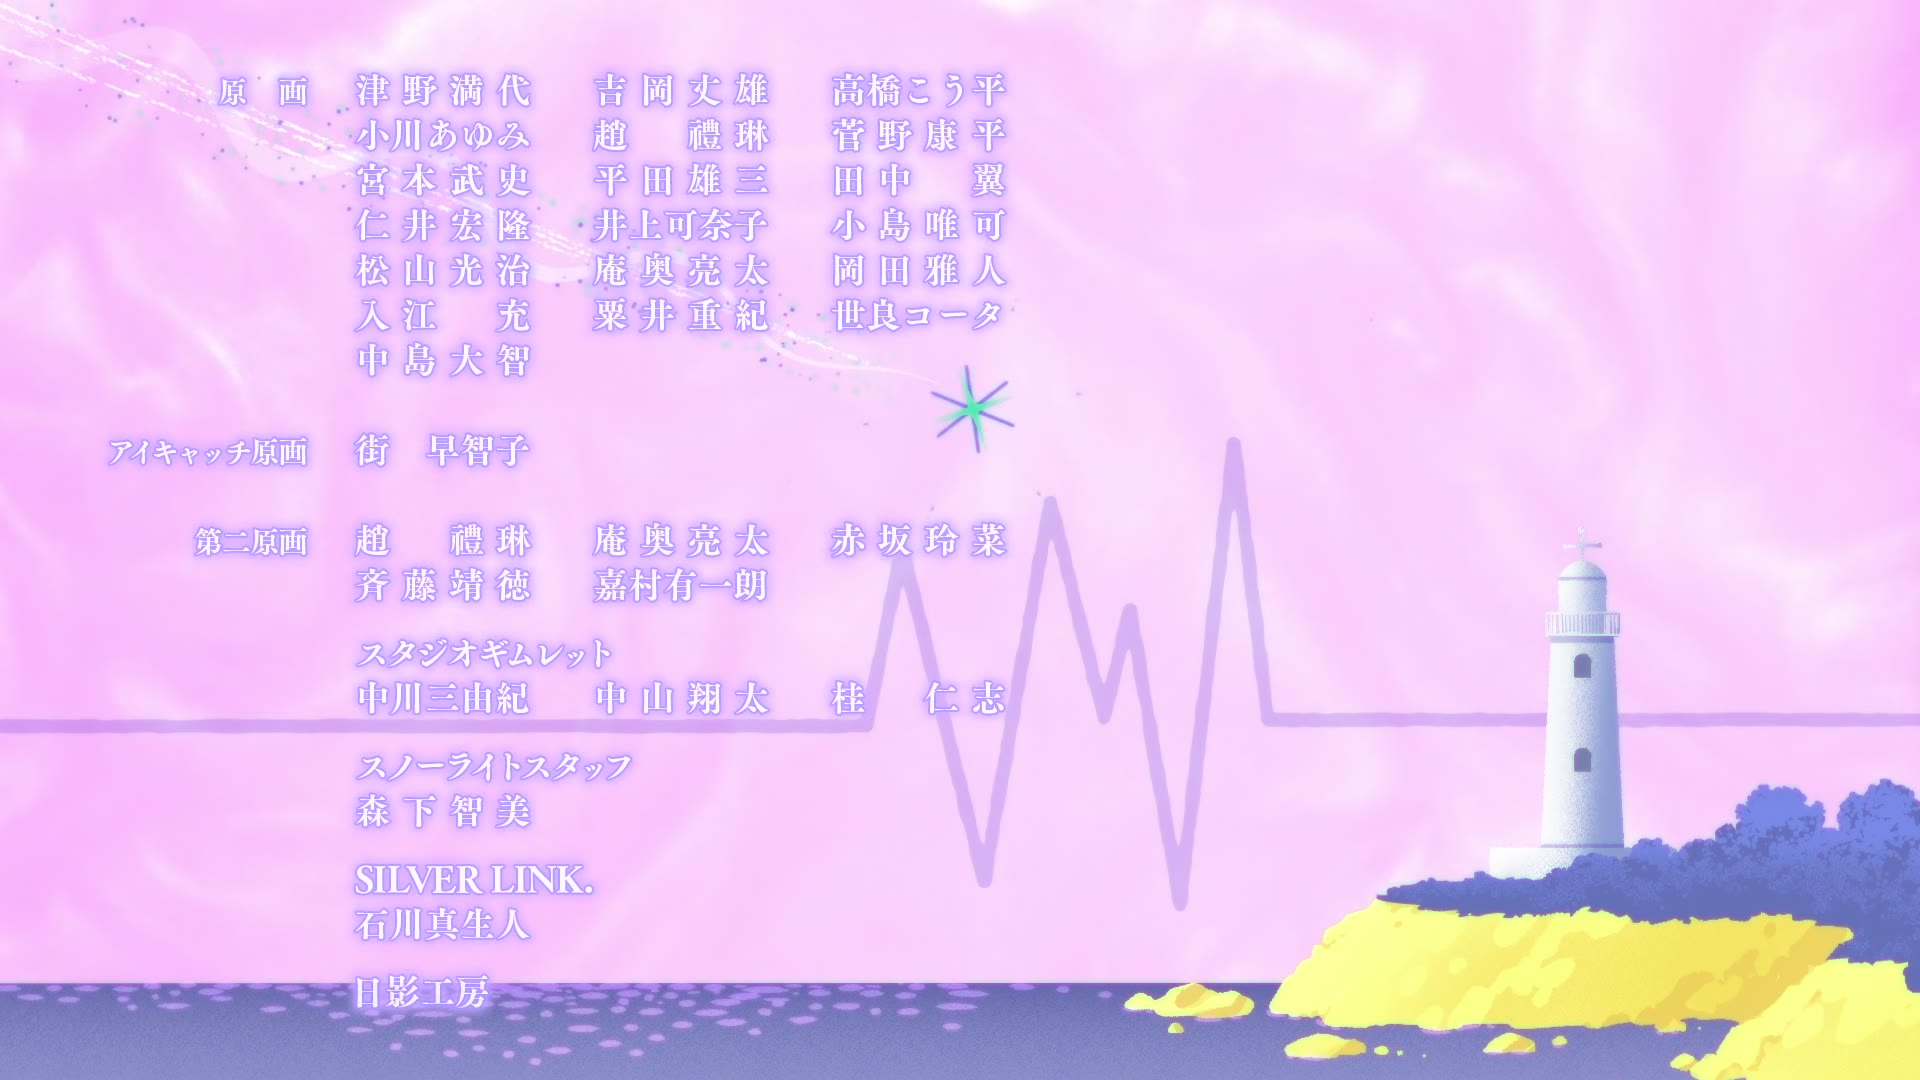 原　画　津野満代　吉岡丈雄　高橋こう平
小川あゆみ　趙　禮琳　菅野康平
宮本武史　平田雄三　田中　翼
仁井宏隆　井上可奈子　小島唯可
松山光治　庵奥亮太　岡田雅人
入江　充　粟井重紀　世良コータ
中島大智
アイキャッチ原画　街　早智子
第二原画　趙　禮琳　庵奥亮太　赤坂玲菜
斉藤靖徳　嘉村有一朗
スタジオギムレット
中川三由紀　中山翔太　桂　仁志
スノーライトスタッフ
森下智美
SILVER LINK.
石川真生人
日影工房